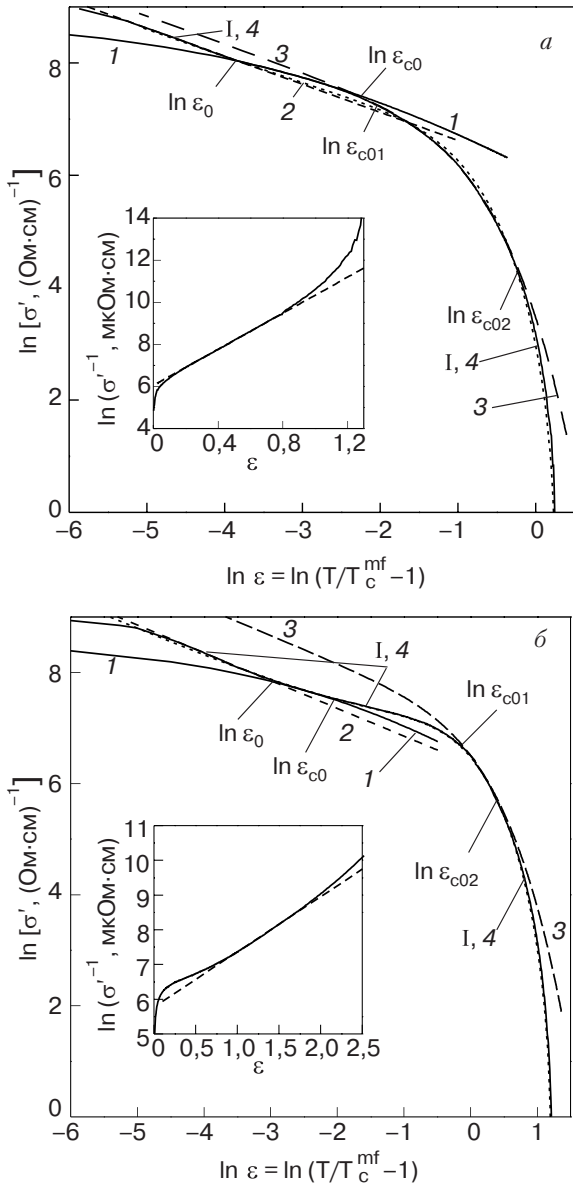 а
I, 4
1
3
ln ε_c0
8
ln ε_0
2
ln ε_c01
1
6
ln [σ′, (Ом·см)⁻¹]
14
12
10
8
6
4
ln (σ′⁻¹, мкОм·см)
0 0,4 0,8 1,2
ε
4
ln ε_c02
I, 4
2
3
0
−6 −5 −4 −3 −2 −1 0
ln ε = ln (T/T_c^mf −1)
б
3
I, 4
1
8
ln ε_c01
ln ε_0
2
ln ε_c0
1
6
ln [σ′, (Ом·см)⁻¹]
11
10
9
8
7
6
5
ln (σ′⁻¹, мкОм·см)
0 0,5 1,0 1,5 2,0 2,5
ε
4
ln ε_c02
I, 4
3
2
0
−6 −5 −4 −3 −2 −1 0 1
ln ε = ln (T/T_c^mf −1)